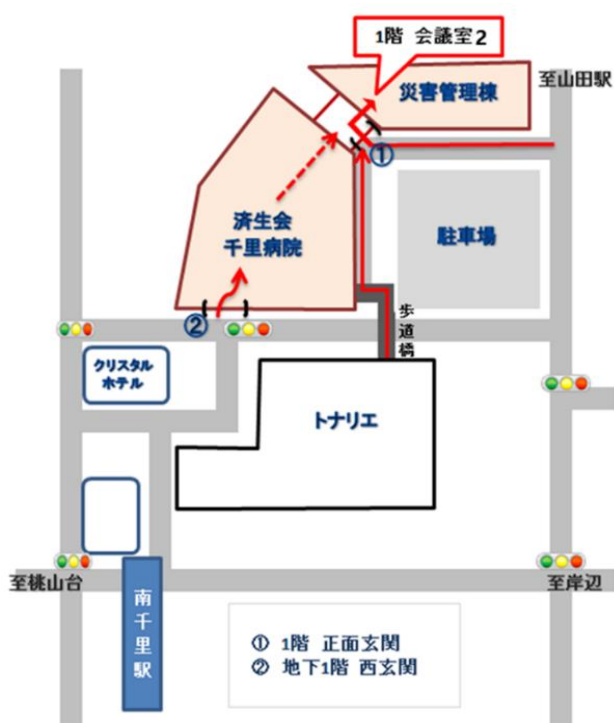 1階 会議室2
災害管理棟
至山田駅
①
済生会
千里病院
駐車場
②
歩道橋
クリスタル
ホテル
トナリエ
至桃山台
至岸辺
南千里駅
① 1階 正面玄関
② 地下1階 西玄関